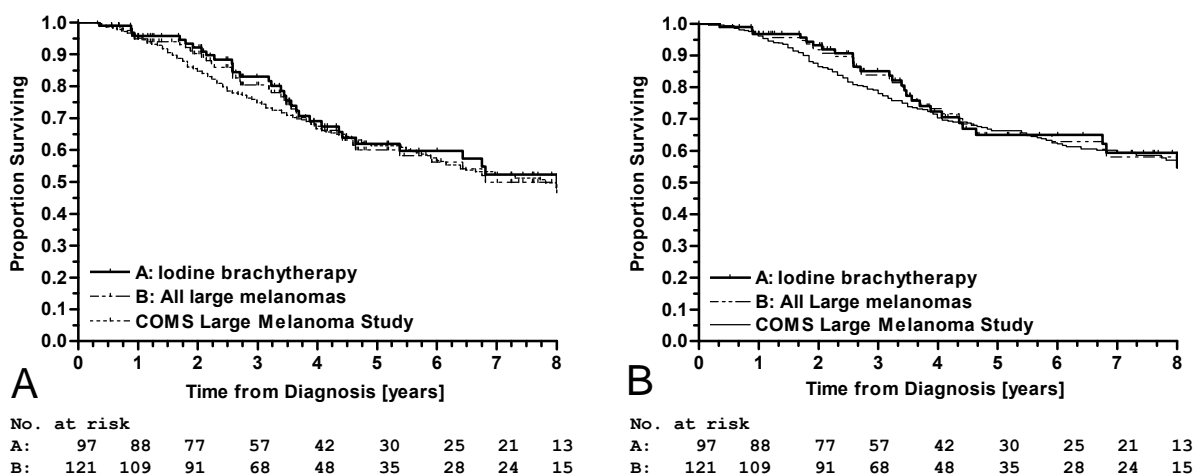 Proportion Surviving
1.0
0.9
0.8
0.7
0.6
0.5
0.4
0.3
0.2
0.1
0.0
A: Iodine brachytherapy
B: All large melanomas
COMS Large Melanoma Study
0 1 2 3 4 5 6 7 8
Time from Diagnosis [years]
A
No. at risk
A: 97 88 77 57 42 30 25 21 13
B: 121 109 91 68 48 35 28 24 15
Proportion Surviving
1.0
0.9
0.8
0.7
0.6
0.5
0.4
0.3
0.2
0.1
0.0
A: Iodine brachytherapy
B: All Large melanomas
COMS Large Melanoma Study
0 1 2 3 4 5 6 7 8
Time from Diagnosis [years]
B
No. at risk
A: 97 88 77 57 42 30 25 21 13
B: 121 109 91 68 48 35 28 24 15